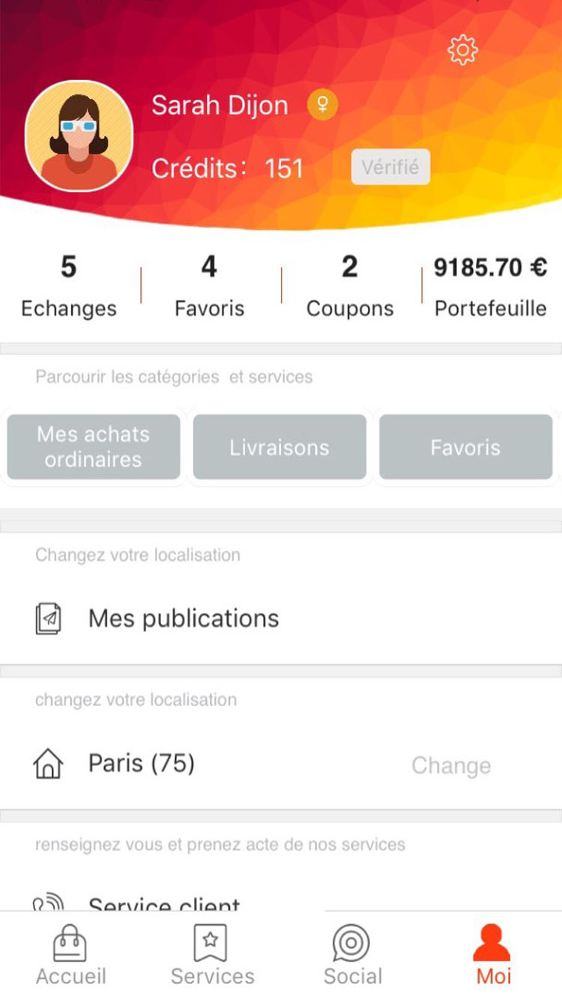 Sarah Dijon
Crédits: 151
Vérifié
5
4
2
9185.70 €
Echanges
Favoris
Coupons
Portefeuille
Parcourir les catégories et services
Mes achats
ordinaires
Livraisons
Favoris
Changez votre localisation
Mes publications
changez votre localisation
Paris (75)
Change
renseignez vous et prenez acte de nos services
Service client
Accueil
Services
Social
Moi